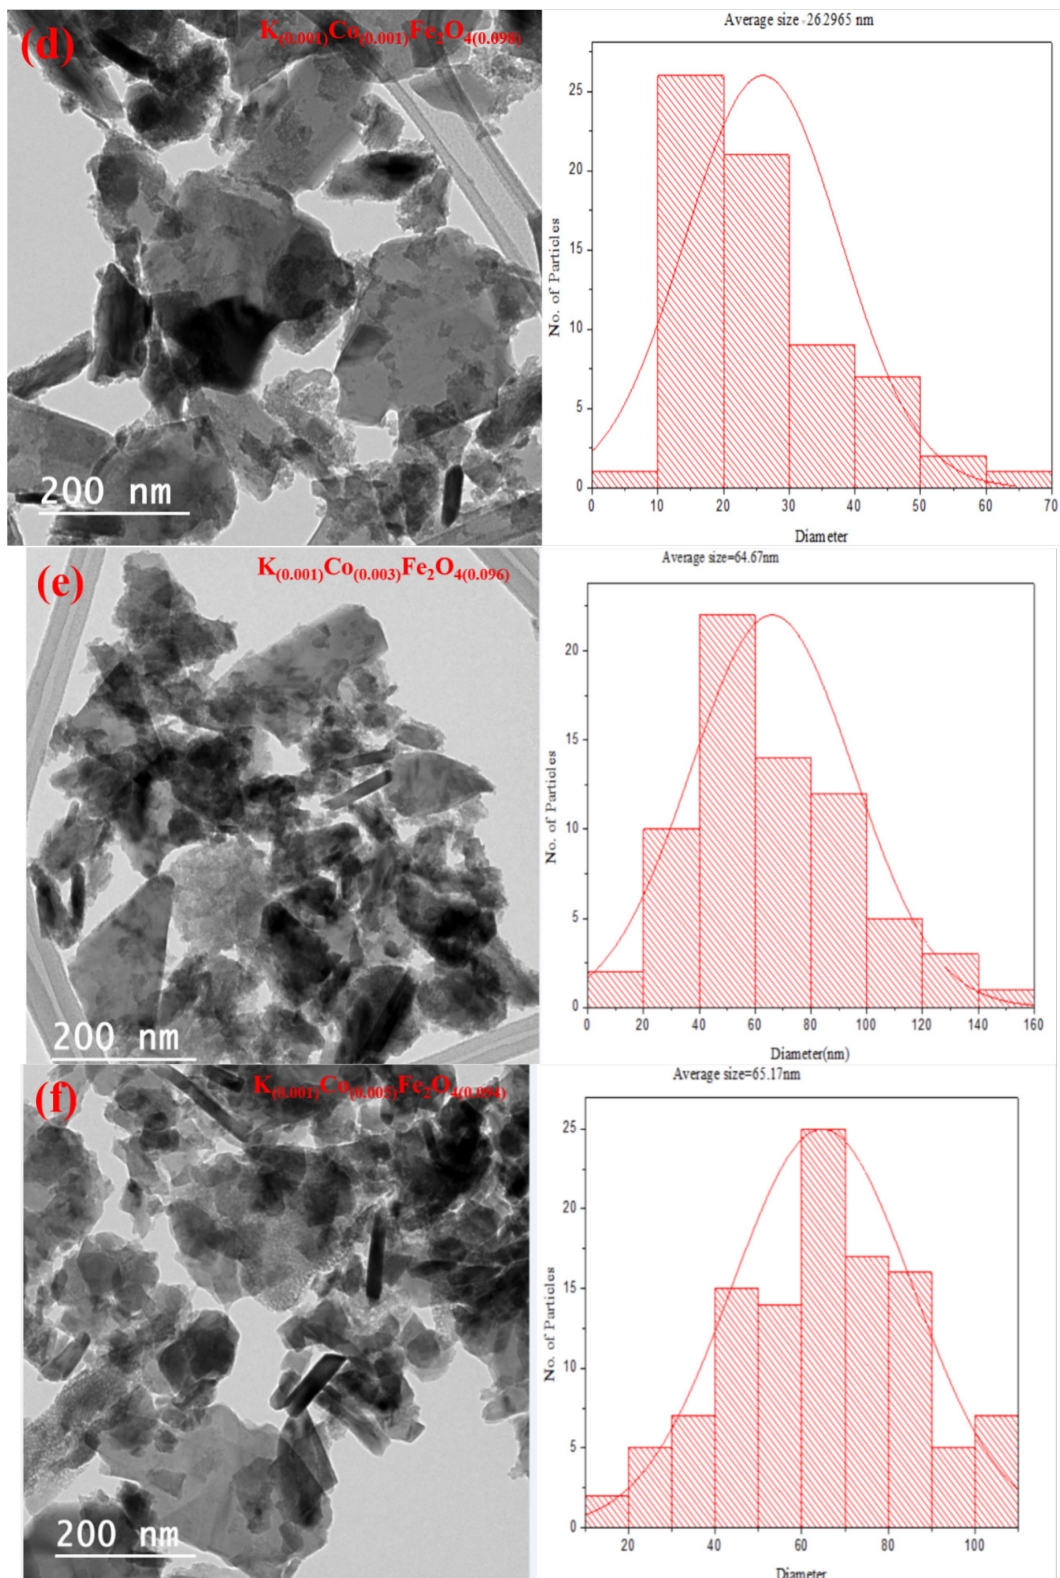 (d)
K(0.001)Co(0.001)Fe2O4(0.098)
200 nm
Average size -26.2965 nm
No. of Particles
25
20
15
10
5
0
0 10 20 30 40 50 60 70
Diameter
(e)
K(0.001)Co(0.003)Fe2O4(0.096)
200 nm
Average size=64.67nm
No. of Particles
20
15
10
5
0
0 20 40 60 80 100 120 140 160
Diameter(nm)
(f)
K(0.001)Co(0.005)Fe2O4(0.094)
200 nm
Average size=65.17nm
No. of Particles
25
20
15
10
5
0
20 40 60 80 100
Diameter